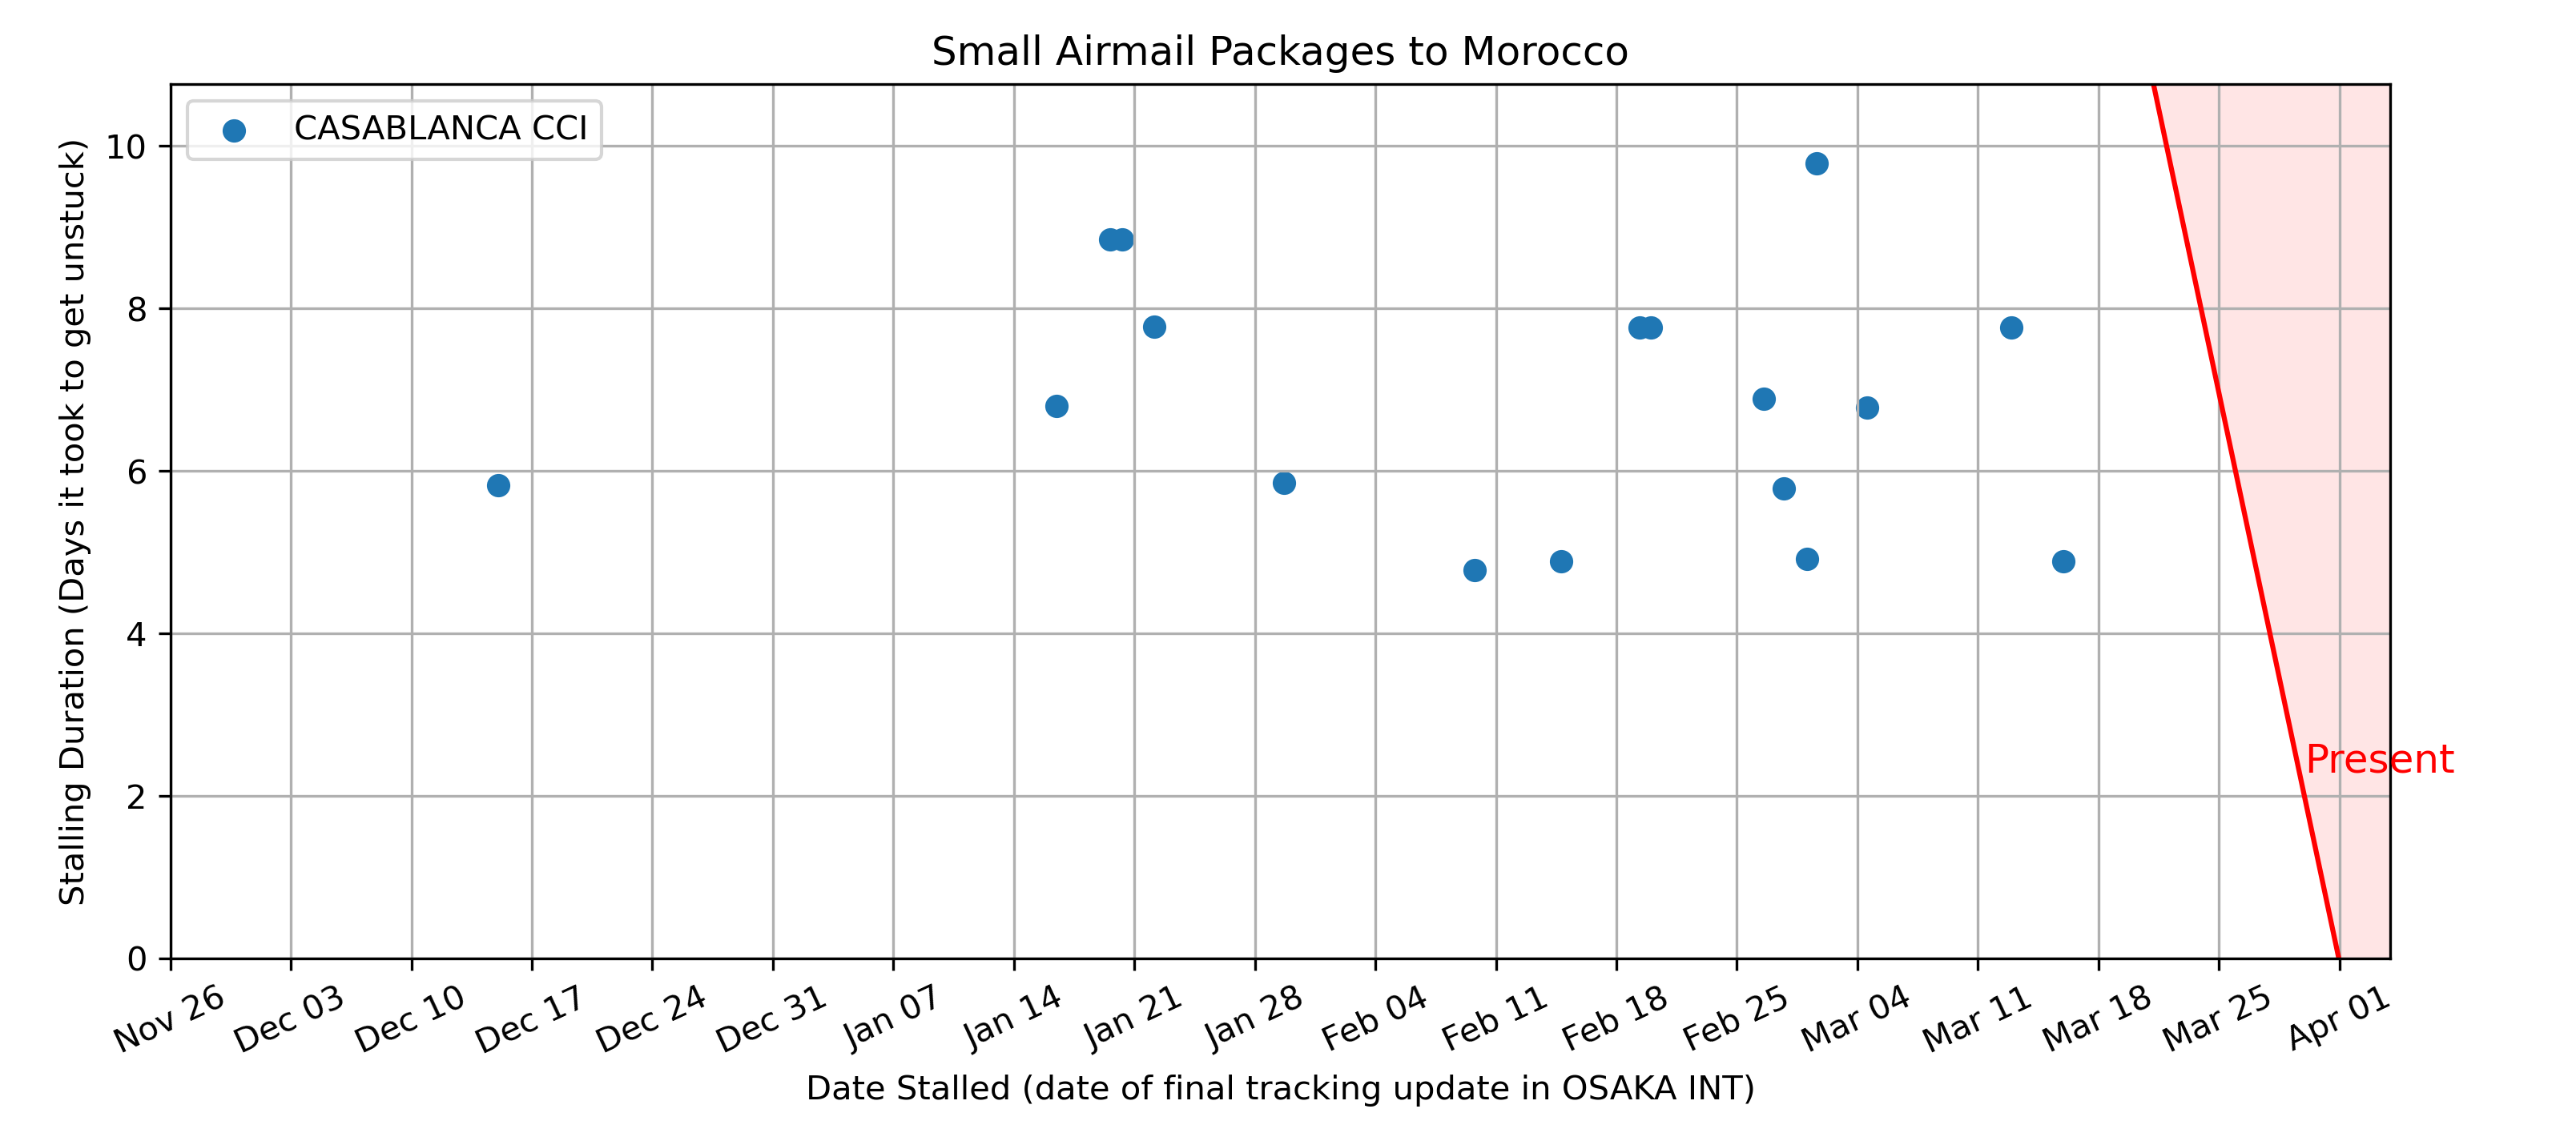 Small Airmail Packages to Morocco
CASABLANCA CCI
Stalling Duration (Days it took to get unstuck)
10
8
6
4
2
0
Present
Nov 26
Dec 03
Dec 10
Dec 17
Dec 24
Dec 31
Jan 07
Jan 14
Jan 21
Jan 28
Feb 04
Feb 11
Feb 18
Feb 25
Mar 04
Mar 11
Mar 18
Mar 25
Apr 01
Date Stalled (date of final tracking update in OSAKA INT)